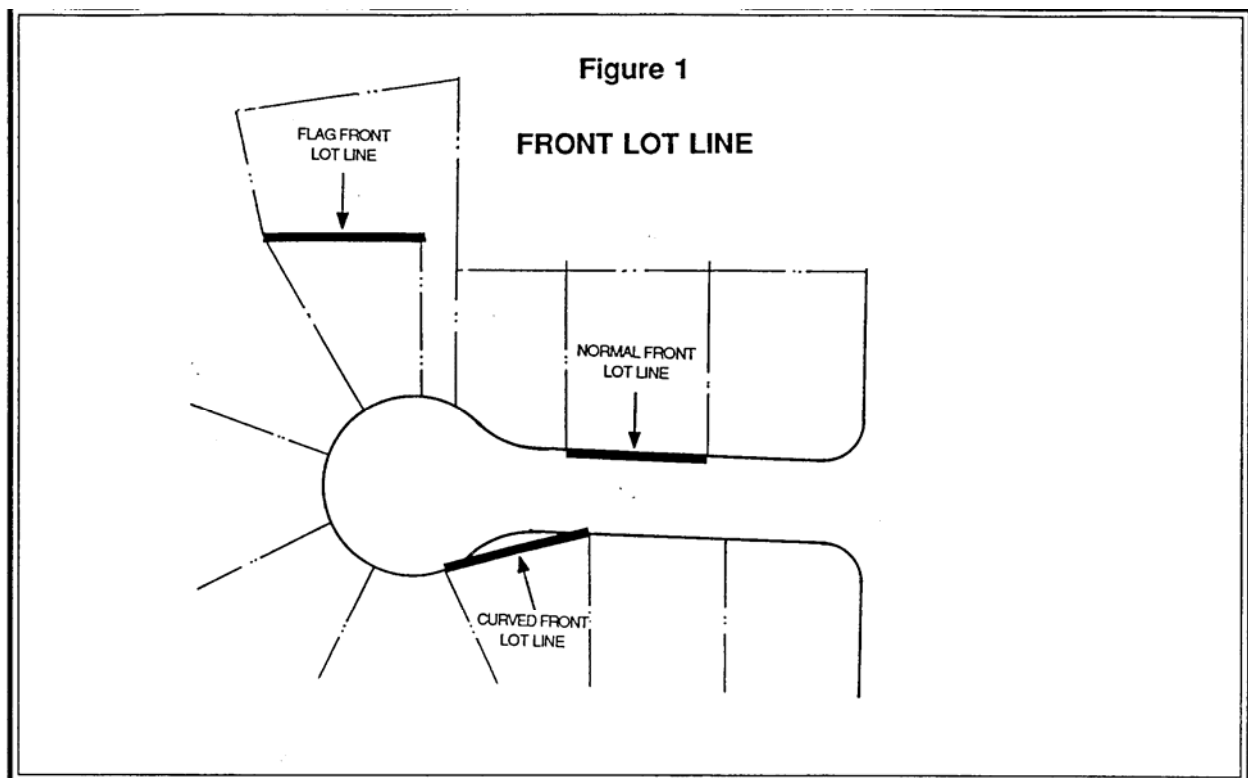 Figure 1
FRONT LOT LINE
FLAG FRONT
LOT LINE
NORMAL FRONT
LOT LINE
CURVED FRONT
LOT LINE